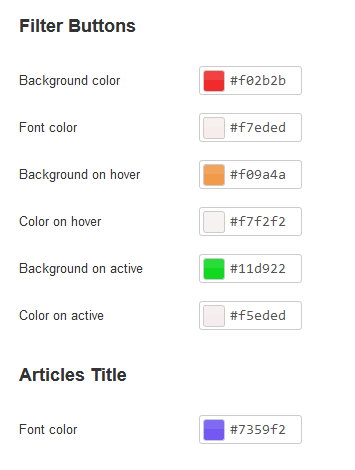 Filter Buttons
Background color #f02b2b
Font color #f7eded
Background on hover #f09a4a
Color on hover #f7f2f2
Background on active #11d922
Color on active #f5eded
Articles Title
Font color #7359f2